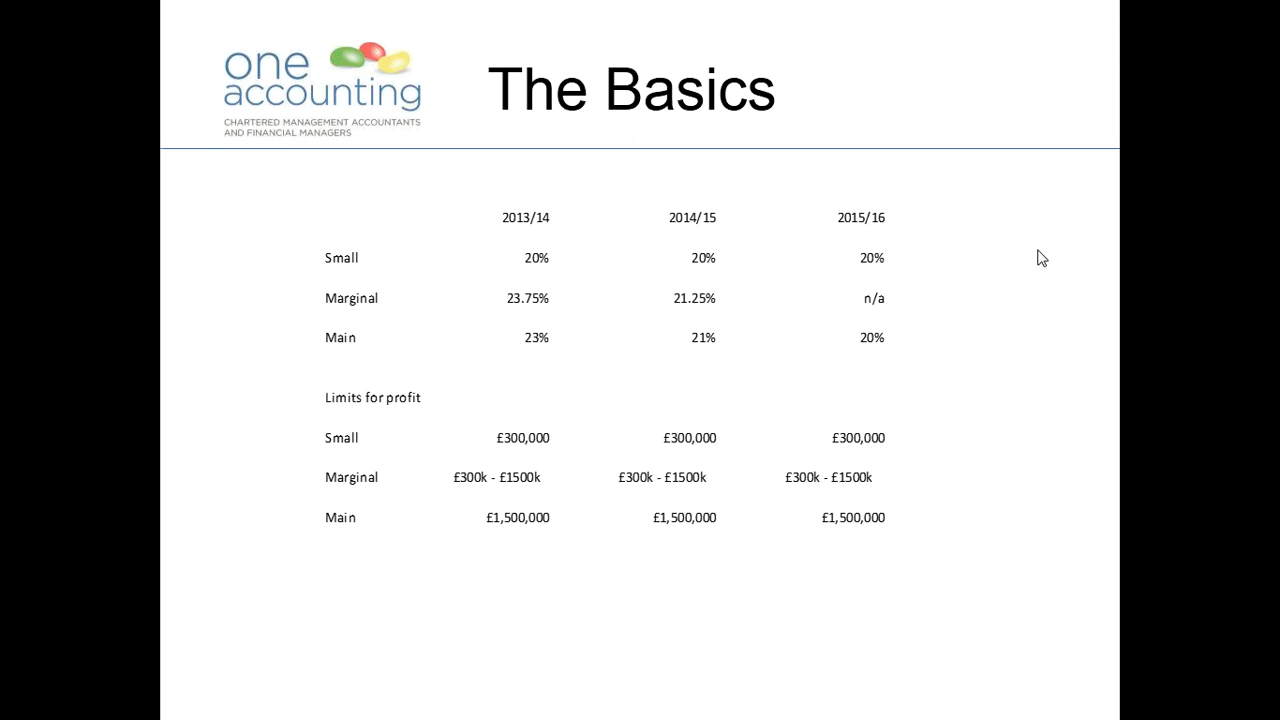 one
accounting
CHARTERED MANAGEMENT ACCOUNTANTS
AND FINANCIAL MANAGERS
The Basics
2013/14 2014/15 2015/16
Small 20% 20% 20%
Marginal 23.75% 21.25% n/a
Main 23% 21% 20%
Limits for profit
Small £300,000 £300,000 £300,000
Marginal £300k - £1500k £300k - £1500k £300k - £1500k
Main £1,500,000 £1,500,000 £1,500,000